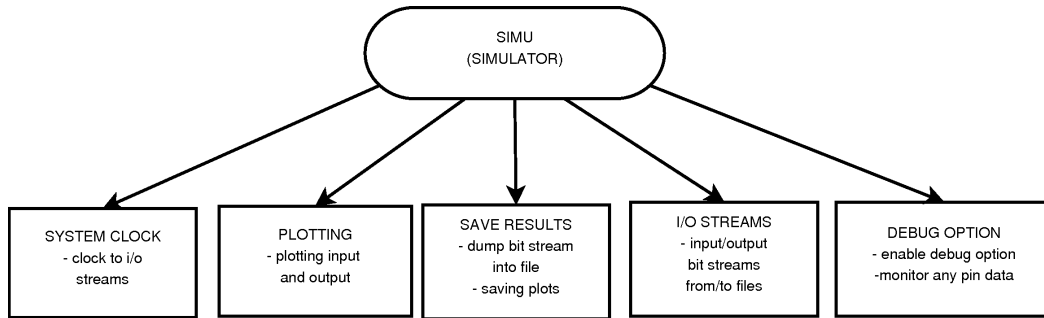 SIMU
(SIMULATOR)
SYSTEM CLOCK
- clock to i/o
streams
PLOTTING
- plotting input
and output
SAVE RESULTS
- dump bit stream
into file
- saving plots
I/O STREAMS
- input/output
bit streams
from/to files
DEBUG OPTION
- enable debug option
-monitor any pin data